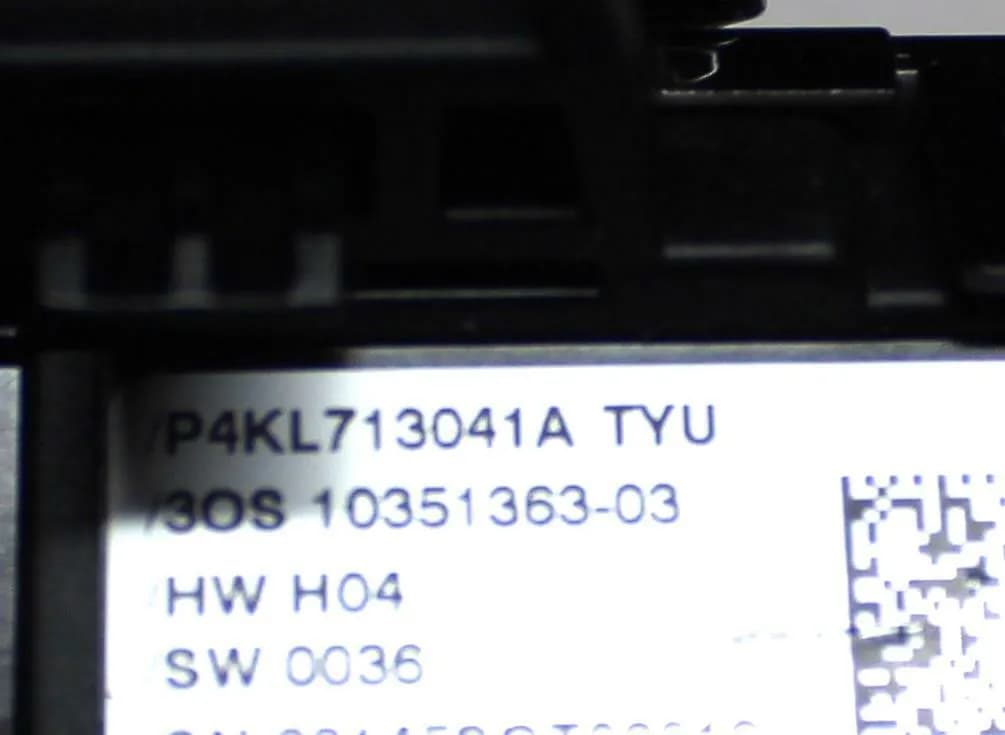 P4KL713041A TYU
3OS 10351363-03
HW H04
SW 0036